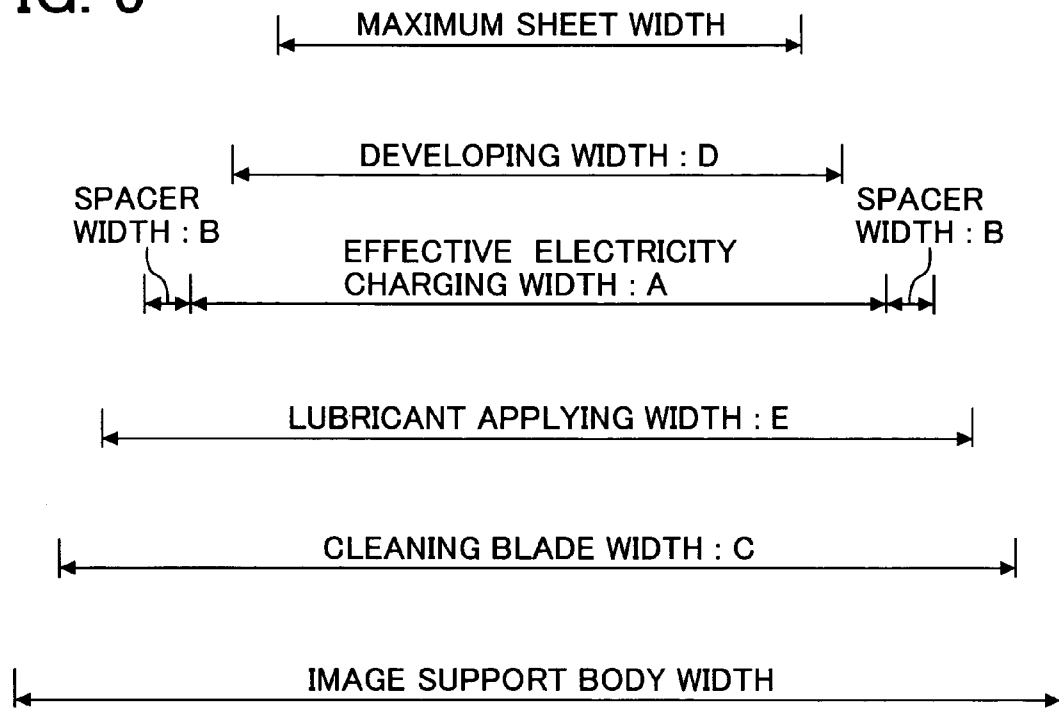 MAXIMUM SHEET WIDTH
DEVELOPING WIDTH : D
SPACER
WIDTH : B
SPACER
WIDTH : B
EFFECTIVE ELECTRICITY
CHARGING WIDTH : A
LUBRICANT APPLYING WIDTH : E
CLEANING BLADE WIDTH : C
IMAGE SUPPORT BODY WIDTH